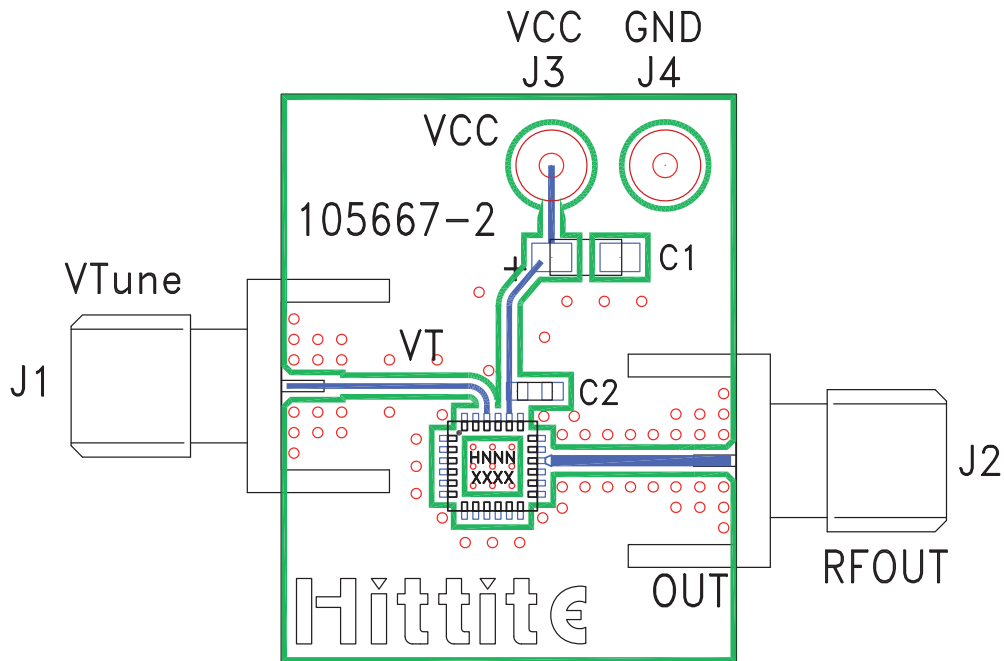 VCC GND
J3 J4
VCC
105667-2
C1
VTune
VT
J1
C2
HNNN
XXXX
J2
RFOUT
OUT
Hittite